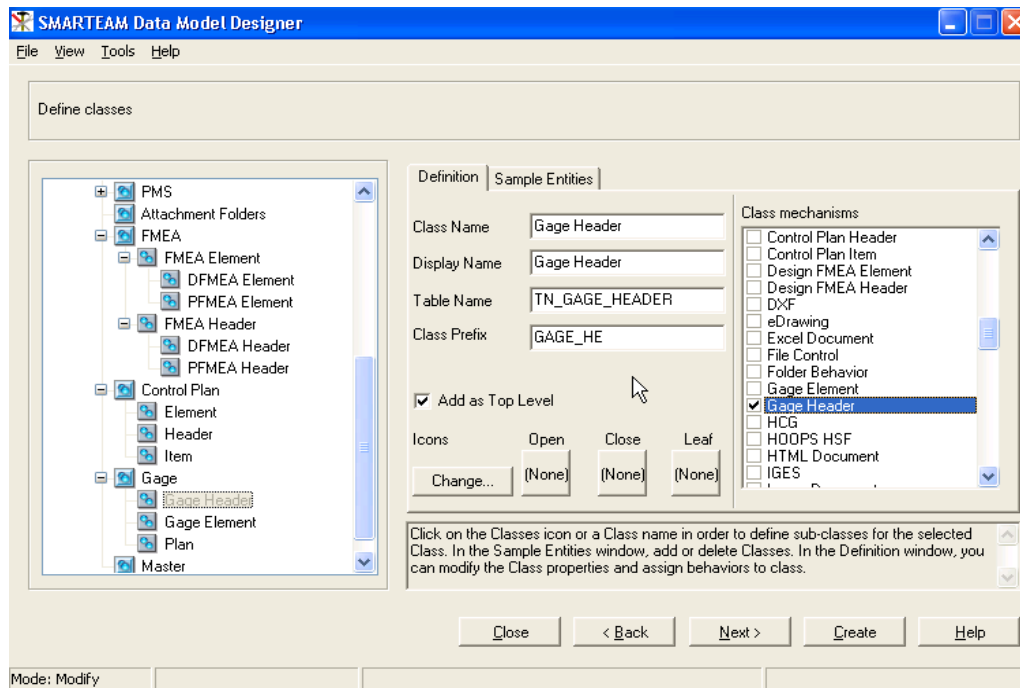 SMARTEAM Data Model Designer
File View Tools Help
Define classes
PMS
Attachment Folders
FMEA
FMEA Element
DFMEA Element
PFMEA Element
FMEA Header
DFMEA Header
PFMEA Header
Control Plan
Element
Header
Item
Gage
Gage Header
Gage Element
Plan
Master
Definition
Sample Entities
Class Name
Gage Header
Display Name
Gage Header
Table Name
TN_GAGE_HEADER
Class Prefix
GAGE_HE
Add as Top Level
Icons
Open
Close
Leaf
Change...
(None)
(None)
(None)
Class mechanisms
Control Plan Header
Control Plan Item
Design FMEA Element
Design FMEA Header
DXF
eDrawing
Excel Document
File Control
Folder Behavior
Gage Element
Gage Header
HCG
HOOPS HSF
HTML Document
IGES
Click on the Classes icon or a Class name in order to define sub-classes for the selected
Class. In the Sample Entities window, add or delete Classes. In the Definition window, you
can modify the Class properties and assign behaviors to class.
Close
< Back
Next >
Create
Help
Mode: Modify